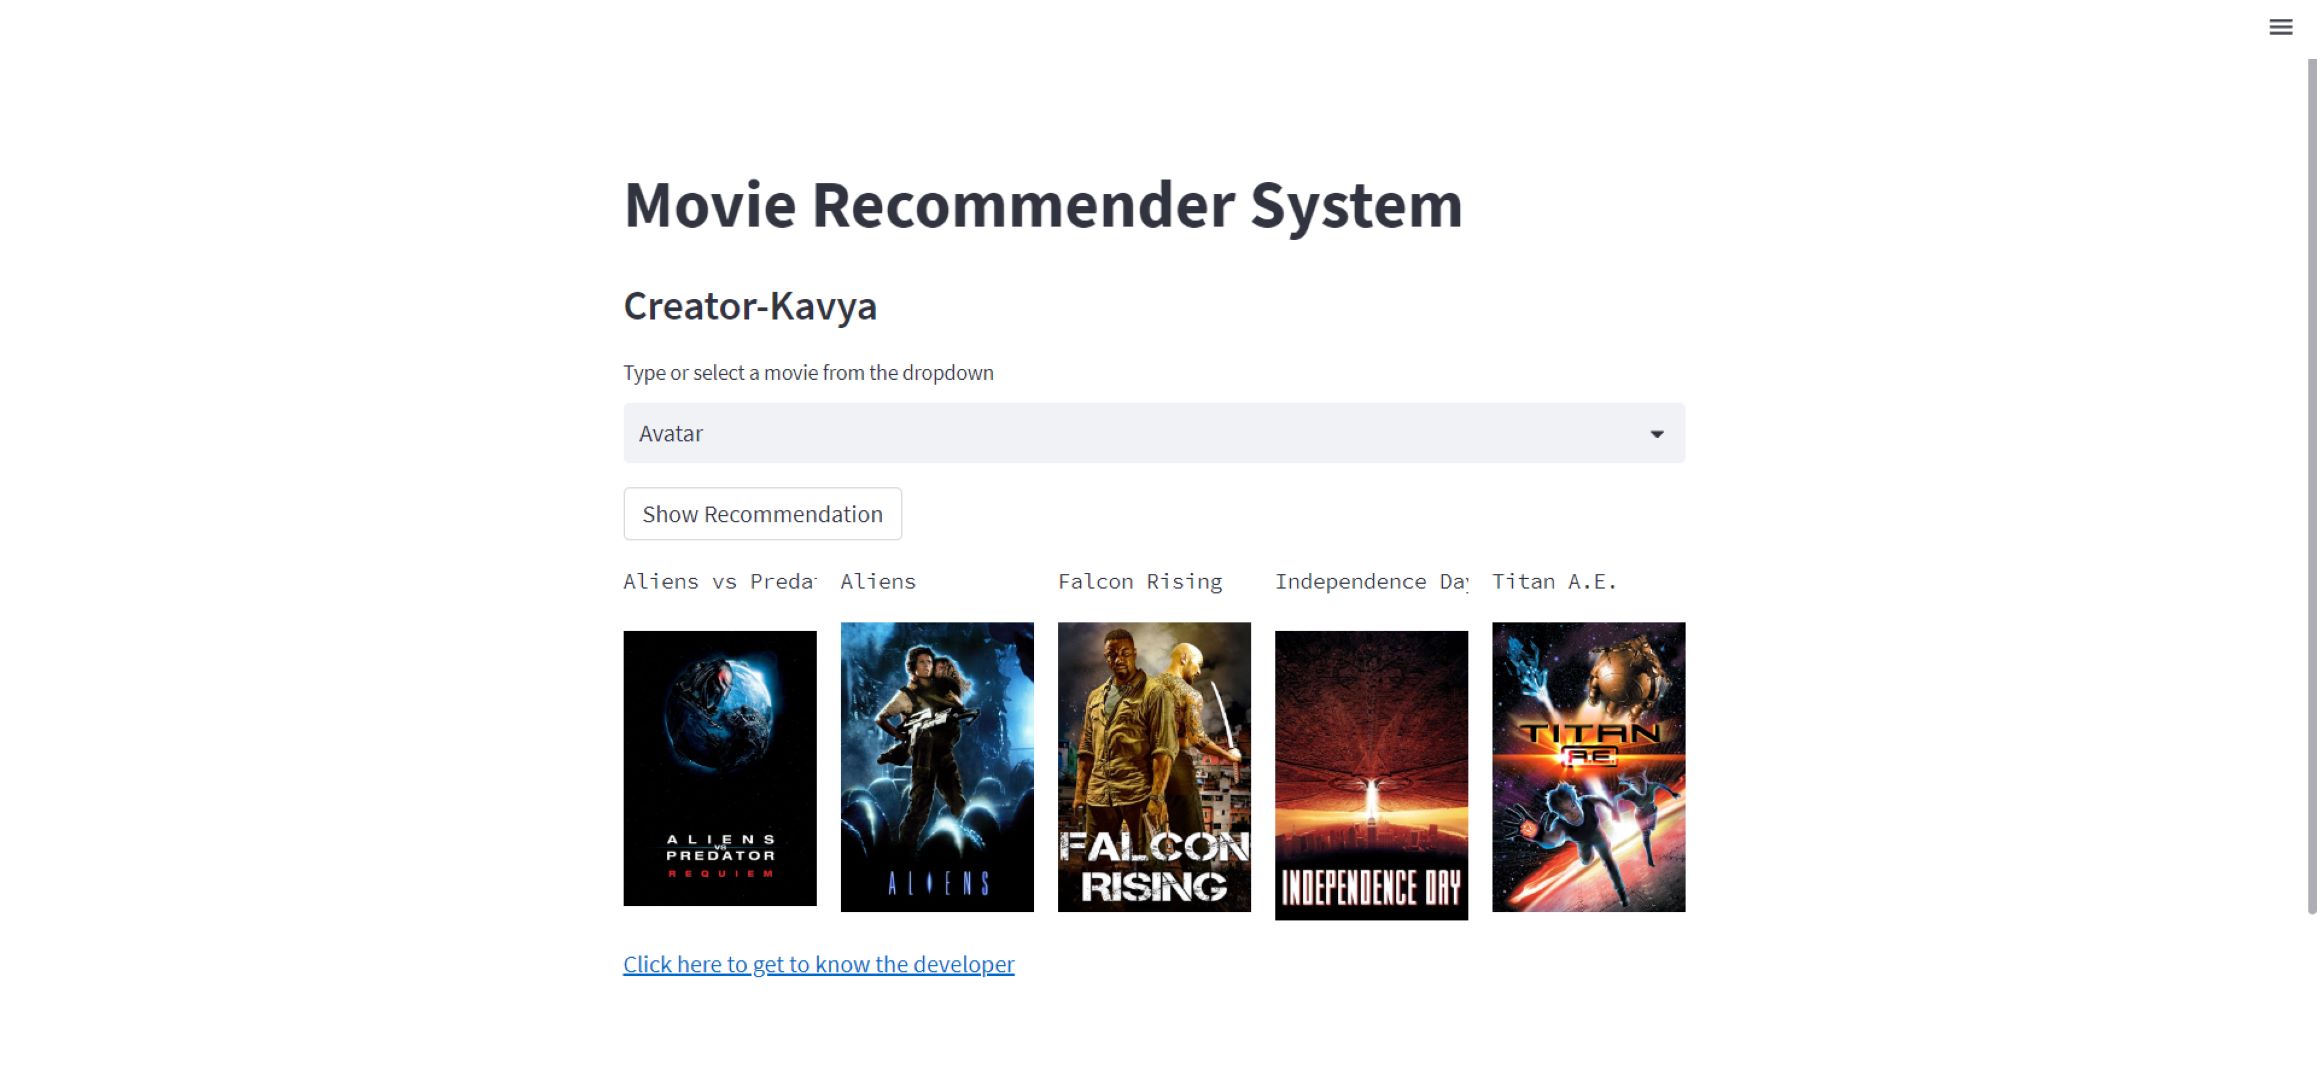 Movie Recommender System
Creator-Kavya
Type or select a movie from the dropdown
Avatar
Show Recommendation
Aliens vs Preda
Aliens
Falcon Rising
Independence Day
Titan A.E.
ALIENS
VS
PREDATOR
REQUIEM
ALIENS
FALCON
RISING
INDEPENDENCE DAY
TITAN
A.E.
Click here to get to know the developer